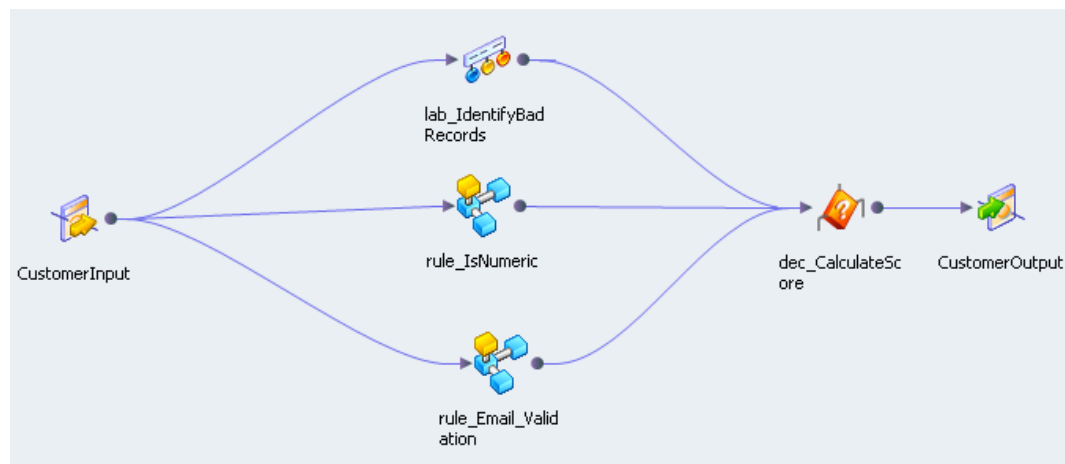 lab_IdentifyBad
Records
CustomerInput
rule_IsNumeric
dec_CalculateSc
ore
CustomerOutput
rule_Email_Valid
ation